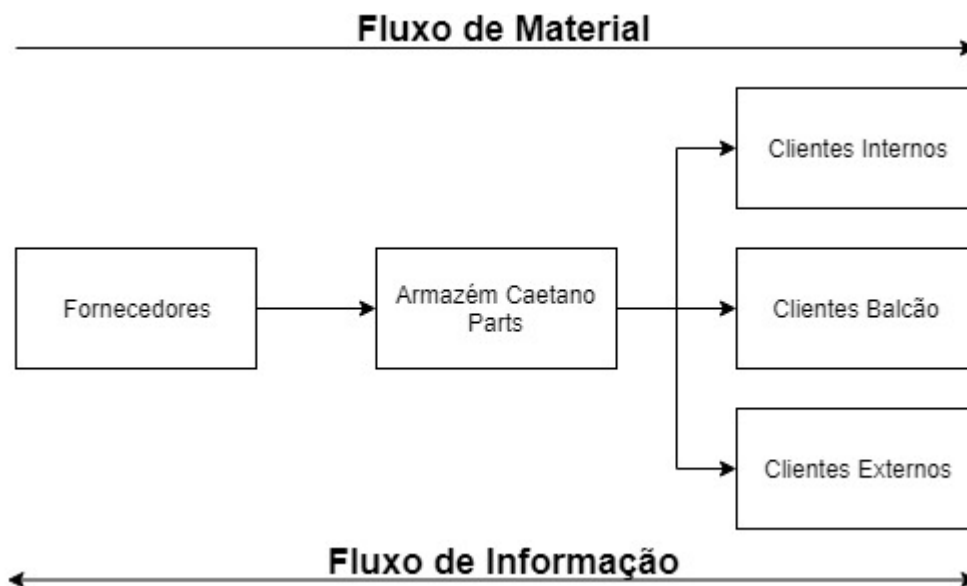 Fluxo de Material
Clientes Internos
Fornecedores
Armazém Caetano
Parts
Clientes Balcão
Clientes Externos
Fluxo de Informação